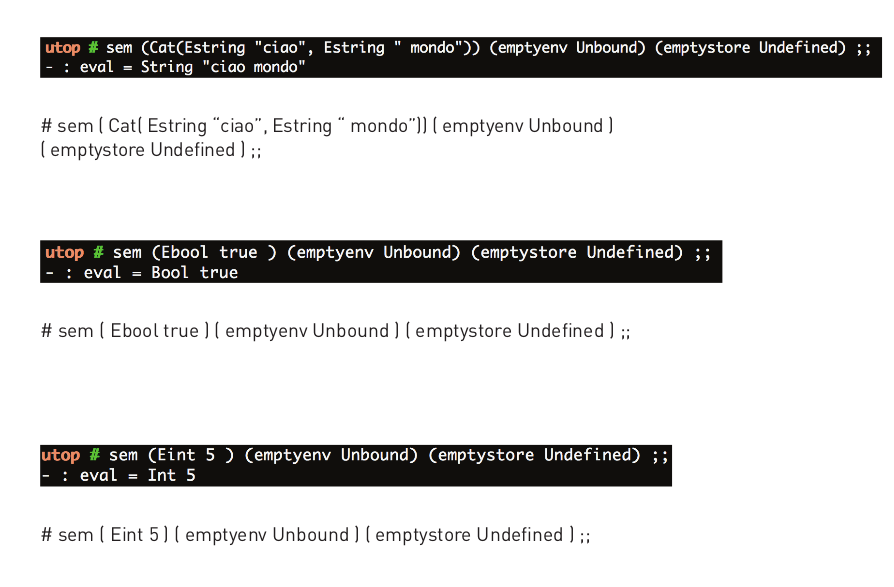 utop # sem (Cat(Estring "ciao", Estring " mondo")) (emptyenv Unbound) (emptystore Undefined) ;;
- : eval = String "ciao mondo"
# sem ( Cat( Estring “ciao”, Estring “ mondo”)) ( emptyenv Unbound )
( emptystore Undefined ) ;;
utop # sem (Ebool true ) (emptyenv Unbound) (emptystore Undefined) ;;
- : eval = Bool true
# sem ( Ebool true ) ( emptyenv Unbound ) ( emptystore Undefined ) ;;
utop # sem (Eint 5 ) (emptyenv Unbound) (emptystore Undefined) ;;
- : eval = Int 5
# sem ( Eint 5 ) ( emptyenv Unbound ) ( emptystore Undefined ) ;;